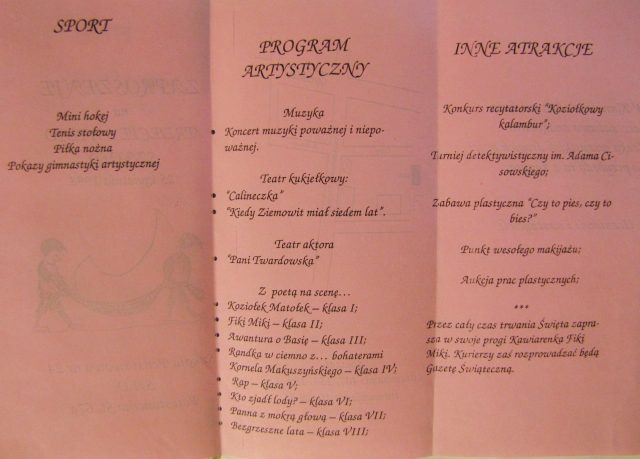 SPORT
Mini hokej
Tenis stołowy
Piłka nożna
Pokazy gimnastyki artystycznej
PROGRAM
ARTYSTYCZNY
Muzyka
• Koncert muzyki poważnej i niepo-
ważnej.
Teatr kukiełkowy:
• "Calineczka"
• "Kiedy Ziemowit miał siedem lat".
Teatr aktora
• "Pani Twardowska"
Z poetą na scenę...
• Koziołek Matołek – klasa I;
• Fiki Miki – klasa II;
• Awantura o Basię – klasa III;
• Randka w ciemno z... bohaterami
Kornela Makuszyńskiego – klasa IV;
• Rap – klasa V;
• Kto zjadł lody? – klasa VI;
• Panna z mokrą głową – klasa VII;
• Bezgrzeszne lata – klasa VIII;
INNE ATRAKCJE
Konkurs recytatorski "Koziołkowy
kalambur";
Turniej detektywistyczny im. Adama Ci-
sowskiego;
Zabawa plastyczna "Czy to pies, czy to
bies?"
Punkt wesołego makijażu;
Aukcja prac plastycznych;
***
Przez cały czas trwania Święta zapra-
sza w swoje progi Kawiarenka Fiki
Miki. Kurierzy zaś rozprowadzać będą
Gazetę Świąteczną.